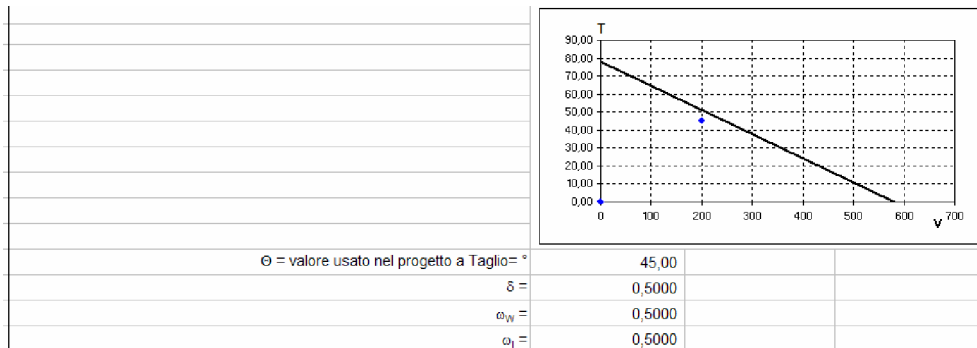 T
90,00
80,00
70,00
60,00
50,00
40,00
30,00
20,00
10,00
0,00
0 100 200 300 400 500 600 700
V
Θ = valore usato nel progetto a Taglio= ° 45,00
δ = 0,5000
ωW = 0,5000
ωI = 0,5000